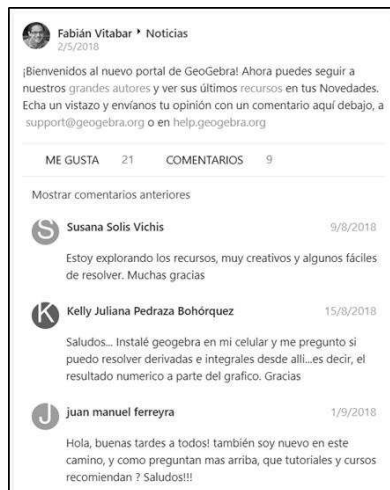 Fabián Vitabar ▸ Noticias
2/5/2018
¡Bienvenidos al nuevo portal de GeoGebra! Ahora puedes seguir a
nuestros grandes autores y ver sus últimos recursos en tus Novedades.
Echa un vistazo y envíanos tu opinión con un comentario aquí debajo, a
support@geogebra.org o en help.geogebra.org
ME GUSTA 21 COMENTARIOS 9
Mostrar comentarios anteriores
S Susana Solis Vichis 9/8/2018
Estoy explorando los recursos, muy creativos y algunos fáciles
de resolver. Muchas gracias
K Kelly Juliana Pedraza Bohórquez 15/8/2018
Saludos... Instalé geogebra en mi celular y me pregunto si
puedo resolver derivadas e integrales desde alli...es decir, el
resultado numerico a parte del grafico. Gracias
J juan manuel ferreyra 1/9/2018
Hola, buenas tardes a todos! también soy nuevo en este
camino, y como preguntan mas arriba, que tutoriales y cursos
recomiendan ? Saludos!!!